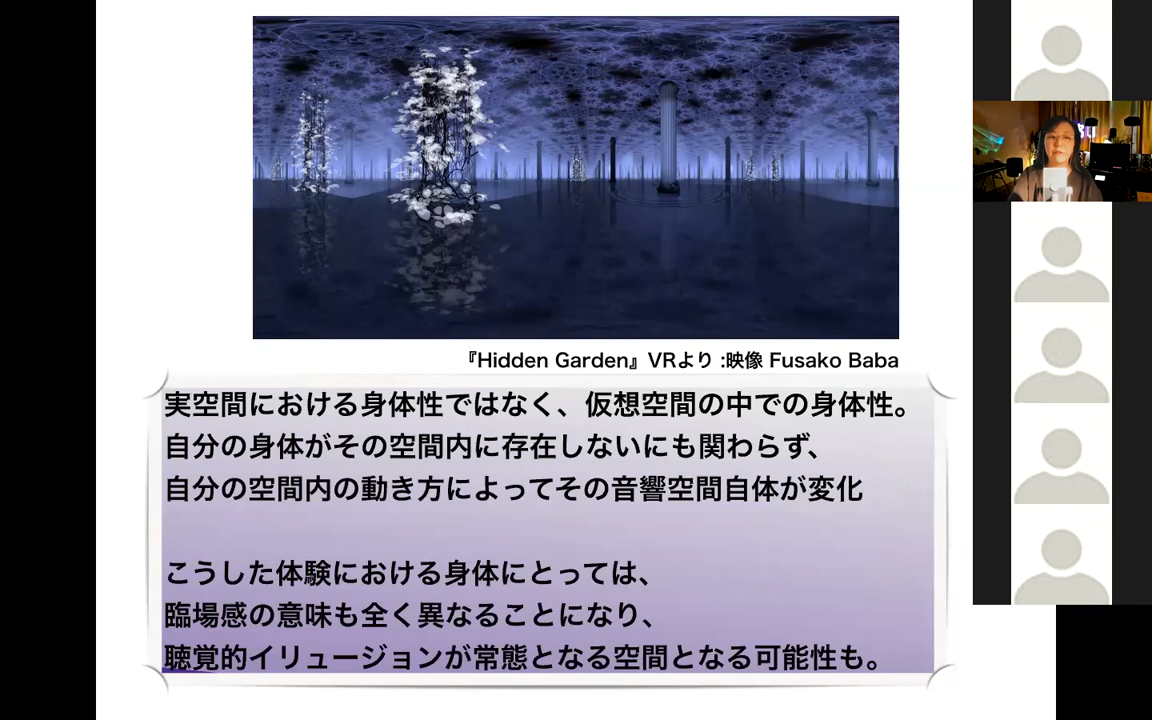 『Hidden Garden』VRより :映像 Fusako Baba
実空間における身体性ではなく、仮想空間の中での身体性。
自分の身体がその空間内に存在しないにも関わらず、
自分の空間内の動き方によってその音響空間自体が変化
こうした体験における身体にとっては、
臨場感の意味も全く異なることになり、
聴覚的イリュージョンが常態となる空間となる可能性も。